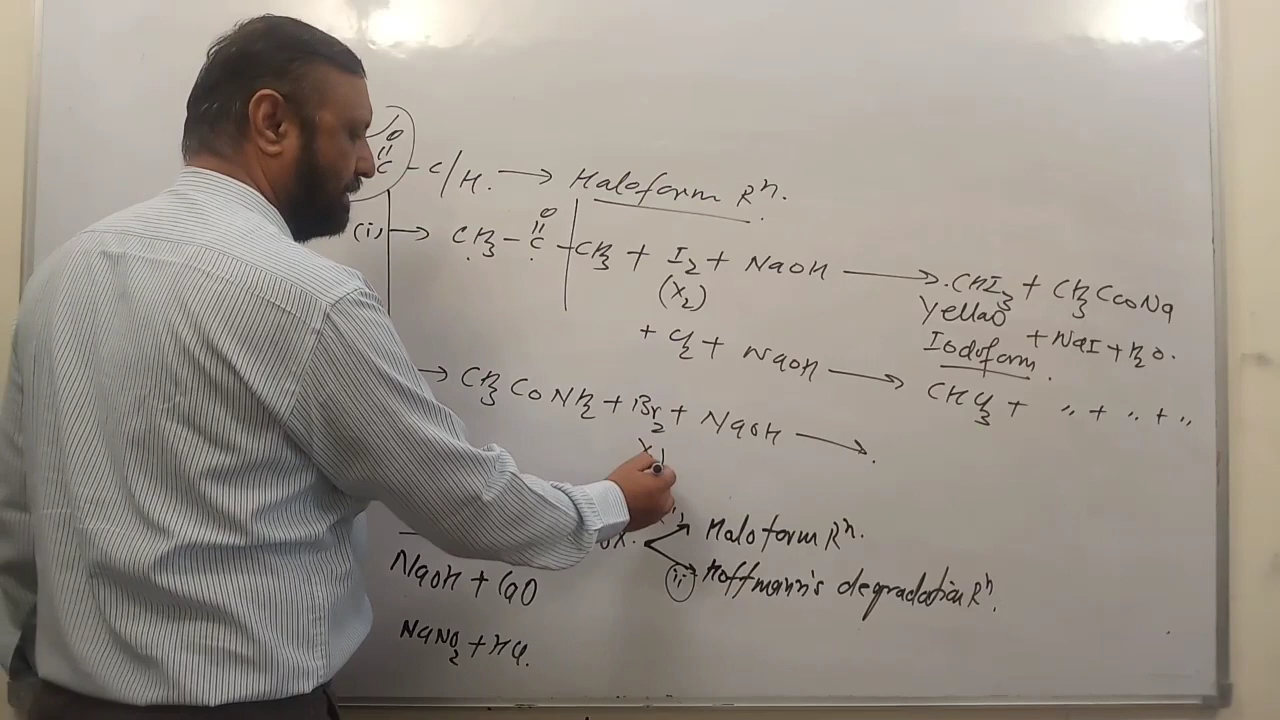 O
||
C - C/H. → Haloform Rⁿ.
(i) → CH₃ - C - CH₃ + I₂ + NaOH → CHI₃ + CH₃COONa
O
||
(X₂)
Yellow
+ NaI + H₂O.
Iodoform.
+ Cl₂ + NaOH → CHCl₃ + ,, + ,, + ,,
→ CH₃CONH₂ + Br₂ + NaOH →
X
OX. (i) Haloform Rⁿ.
(ii) Hoffmann's degradation Rⁿ.
NaOH + CaO
NaNO₂ + HCl.